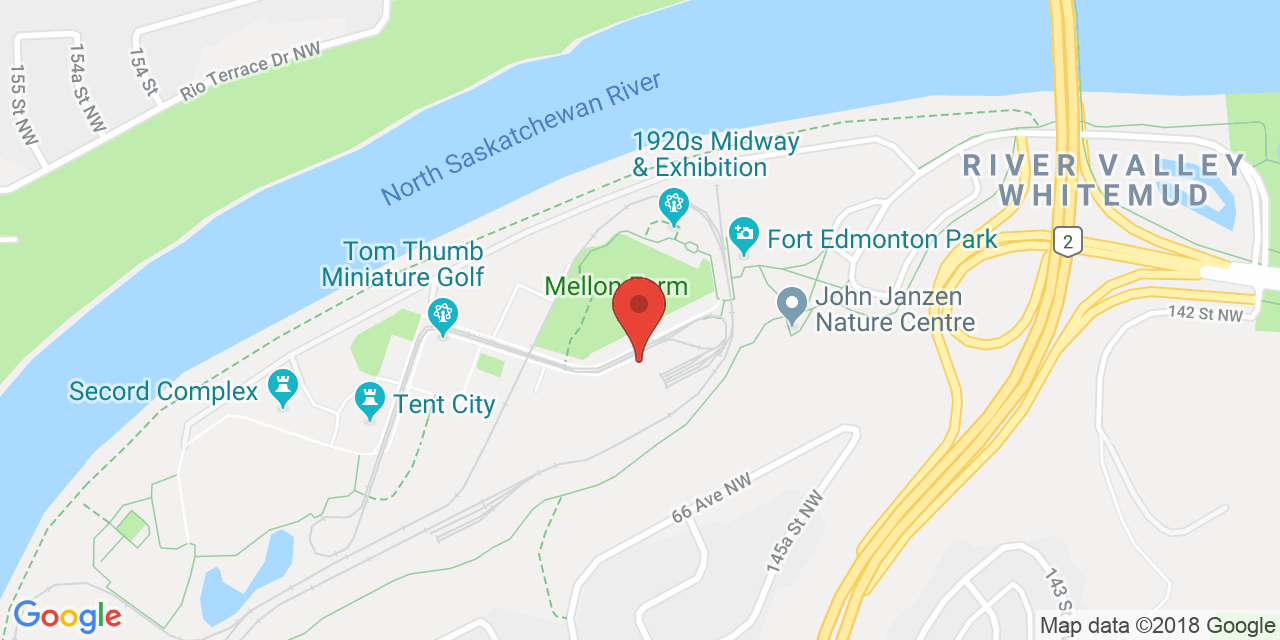 155 St NW
154a St NW
154 St
Rio Terrace Dr NW
North Saskatchewan River
1920s Midway
& Exhibition
RIVER VALLEY
WHITEMUD
2
Fort Edmonton Park
Tom Thumb
Miniature Golf
Mellon Farm
John Janzen
Nature Centre
142 St NW
Secord Complex
Tent City
66 Ave NW
145a St NW
143 St
Google
Map data ©2018 Google